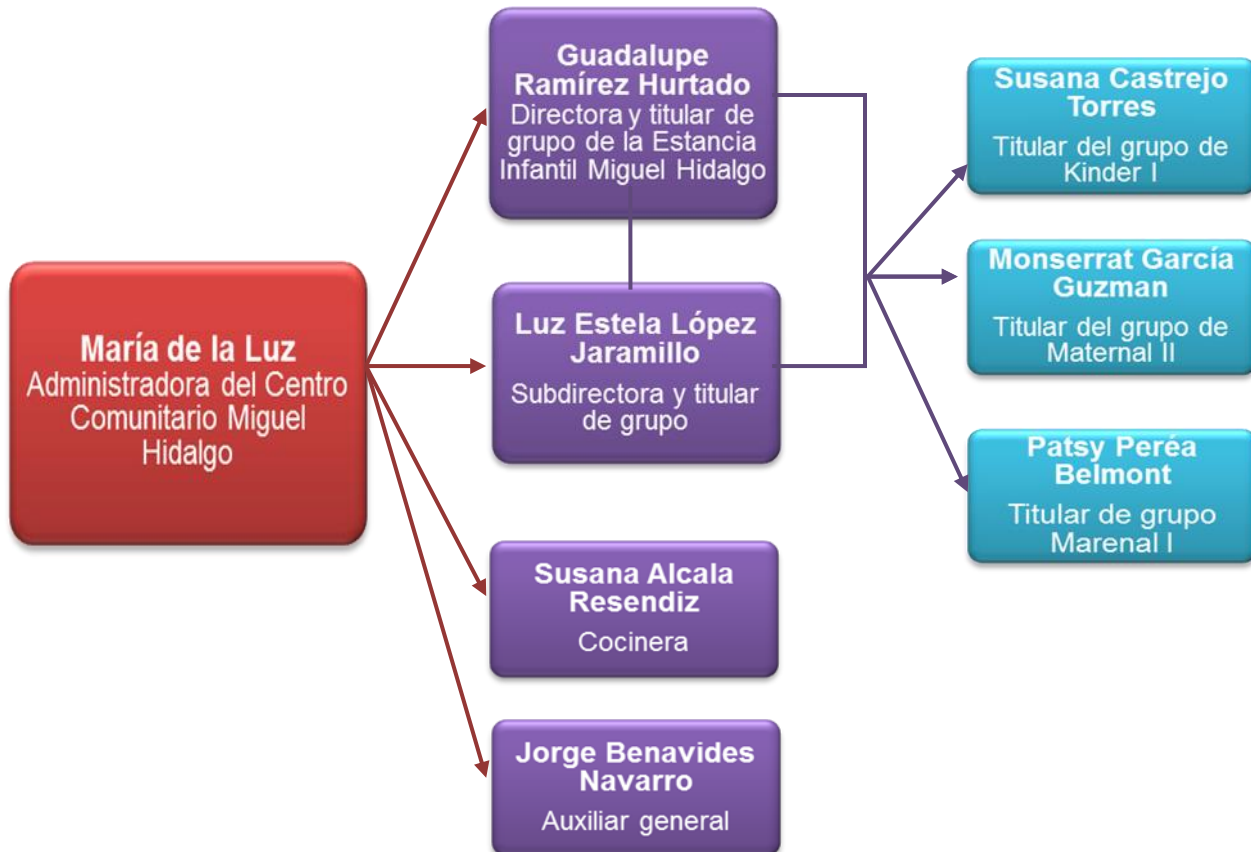 María de la Luz
Administradora del Centro
Comunitario Miguel
Hidalgo
Guadalupe
Ramírez Hurtado
Directora y titular de
grupo de la Estancia
Infantil Miguel Hidalgo
Luz Estela López
Jaramillo
Subdirectora y titular
de grupo
Susana Alcala
Resendiz
Cocinera
Jorge Benavides
Navarro
Auxiliar general
Susana Castrejo
Torres
Titular del grupo de
Kinder I
Monserrat García
Guzman
Titular del grupo de
Maternal II
Patsy Peréa
Belmont
Titular de grupo
Marenal I